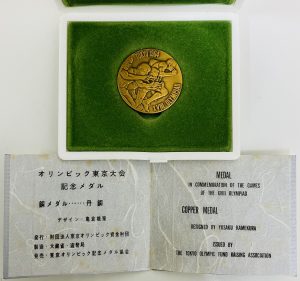 オリンピック東京大会
記念メダル
銅メダル……丹銅
デザイン・亀倉雄策
発行／財団法人東京オリンピック資金財団
製造／大蔵省・造幣局
発売／東京オリンピック記念メダル協会
MEDAL
IN COMMEMORATION OF THE GAMES
OF THE XVIII OLYMPIAD
COPPER MEDAL
DESIGNED BY YUSAKU KAMEKURA
ISSUED BY
THE TOKYO OLYMPIC FUND RAISING ASSOCIATION